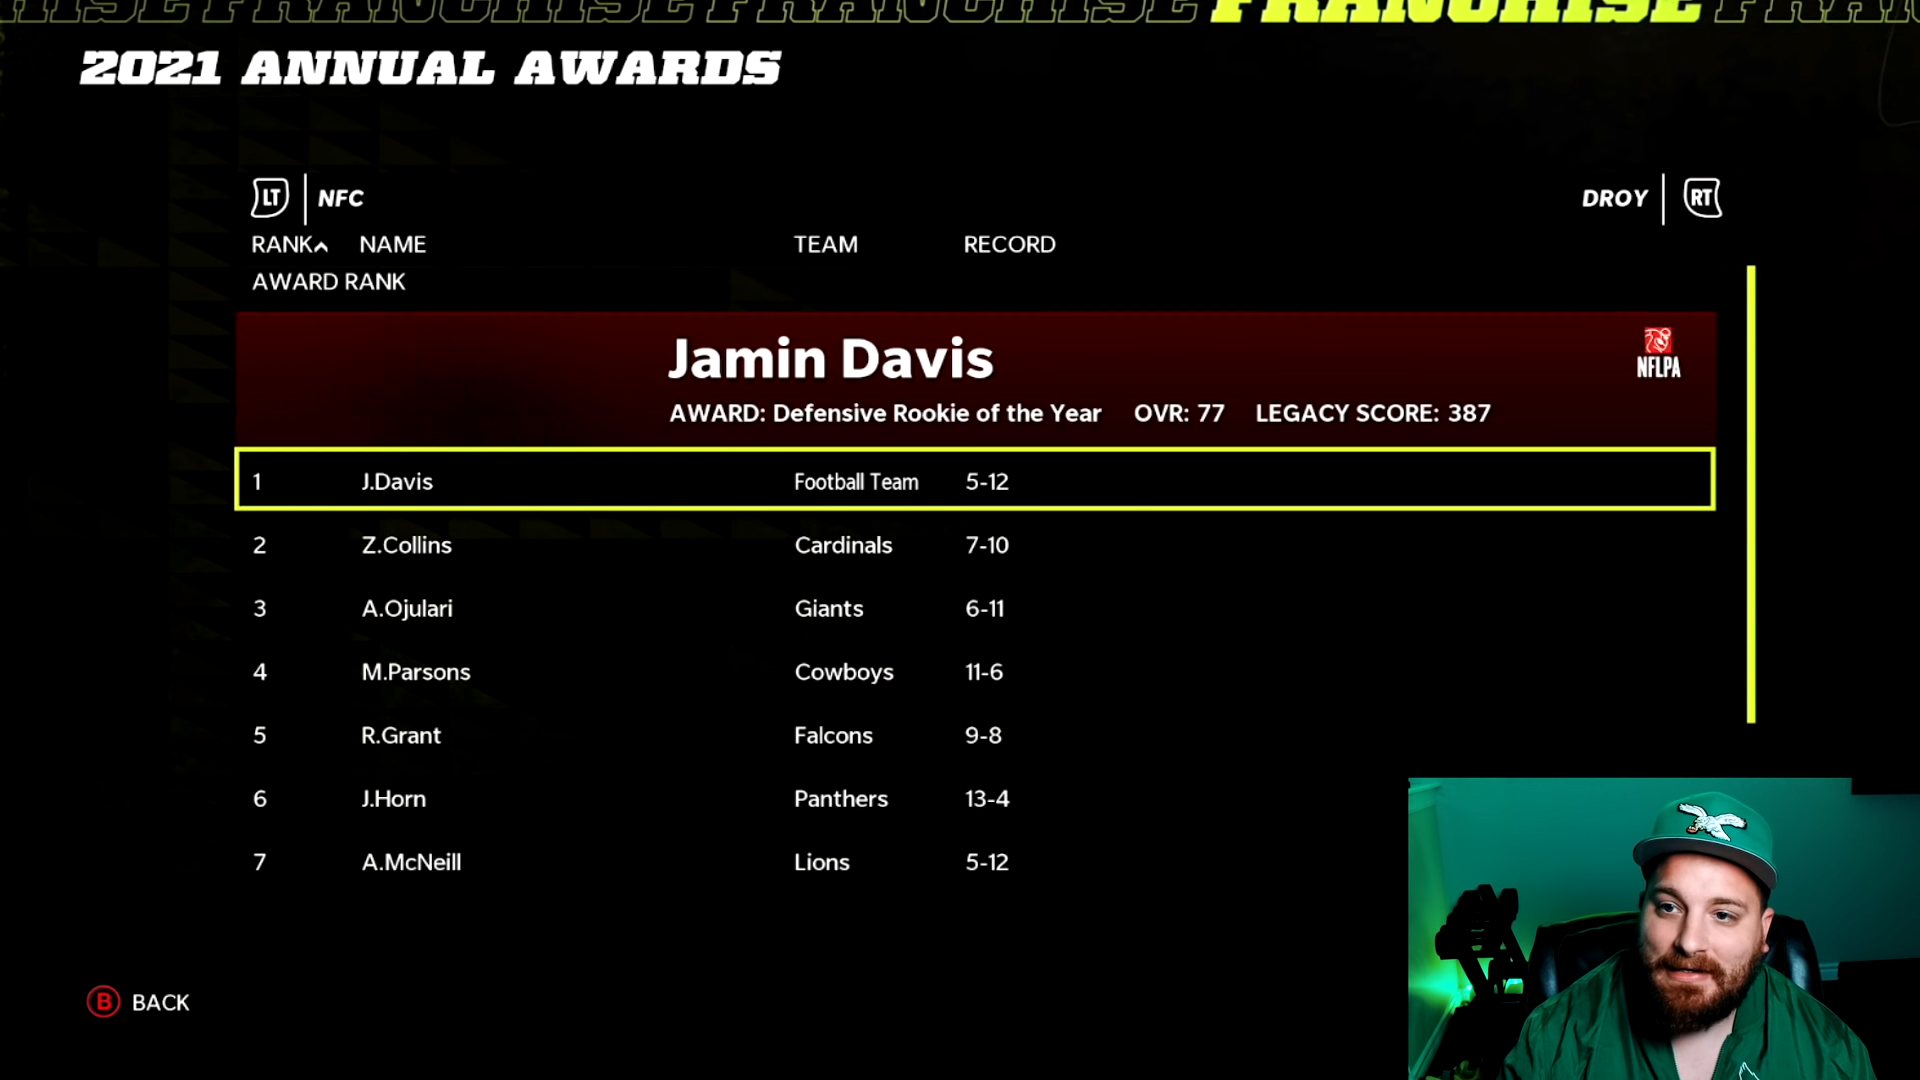 FRANCHISE FRANCHISE FRANCHISE
2021 ANNUAL AWARDS
LT NFC DROY RT
RANK NAME TEAM RECORD
AWARD RANK
Jamin Davis
NFLPA
AWARD: Defensive Rookie of the Year OVR: 77 LEGACY SCORE: 387
1 J.Davis Football Team 5-12
2 Z.Collins Cardinals 7-10
3 A.Ojulari Giants 6-11
4 M.Parsons Cowboys 11-6
5 R.Grant Falcons 9-8
6 J.Horn Panthers 13-4
7 A.McNeill Lions 5-12
B BACK